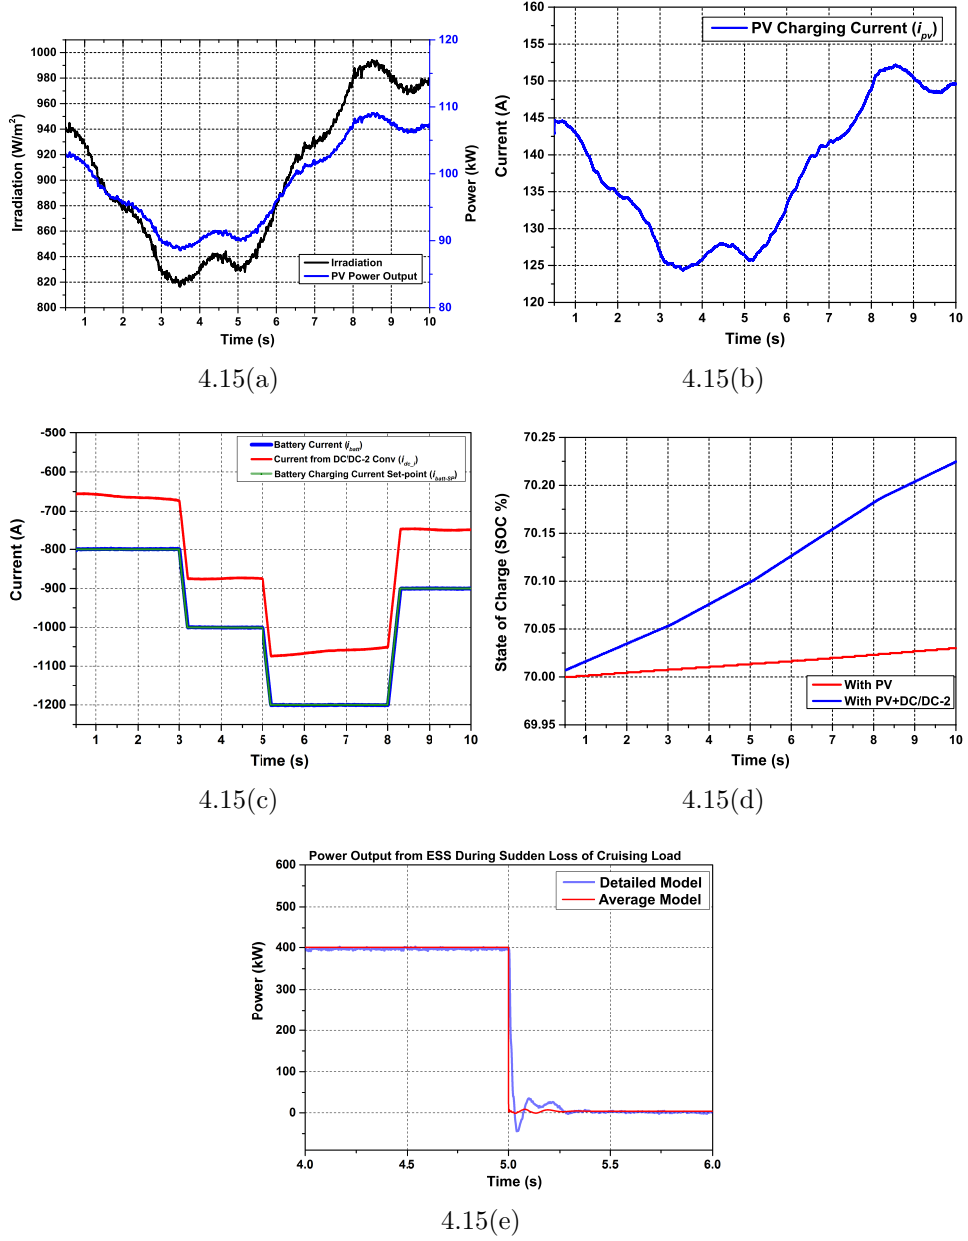 1000
980
960
940
920
900
880
860
840
820
800
120
110
100
90
80
1 2 3 4 5 6 7 8 9 10
Irradiation (W/m²)
Power (kW)
Time (s)
Irradiation
PV Power Output
4.15(a)
160
155
150
145
140
135
130
125
120
1 2 3 4 5 6 7 8 9 10
Current (A)
Time (s)
PV Charging Current (i_pv)
4.15(b)
-500
-600
-700
-800
-900
-1000
-1100
-1200
1 2 3 4 5 6 7 8 9 10
Current (A)
Time (s)
Battery Current (i_batt)
Current from DC/DC-2 Conv (i_dc_i)
Battery Charging Current Set-point (i_batt-SP)
4.15(c)
70.25
70.20
70.15
70.10
70.05
70.00
69.95
1 2 3 4 5 6 7 8 9 10
State of Charge (SOC %)
Time (s)
With PV
With PV+DC/DC-2
4.15(d)
Power Output from ESS During Sudden Loss of Cruising Load
600
500
400
300
200
100
0
4.0 4.5 5.0 5.5 6.0
Power (kW)
Time (s)
Detailed Model
Average Model
4.15(e)